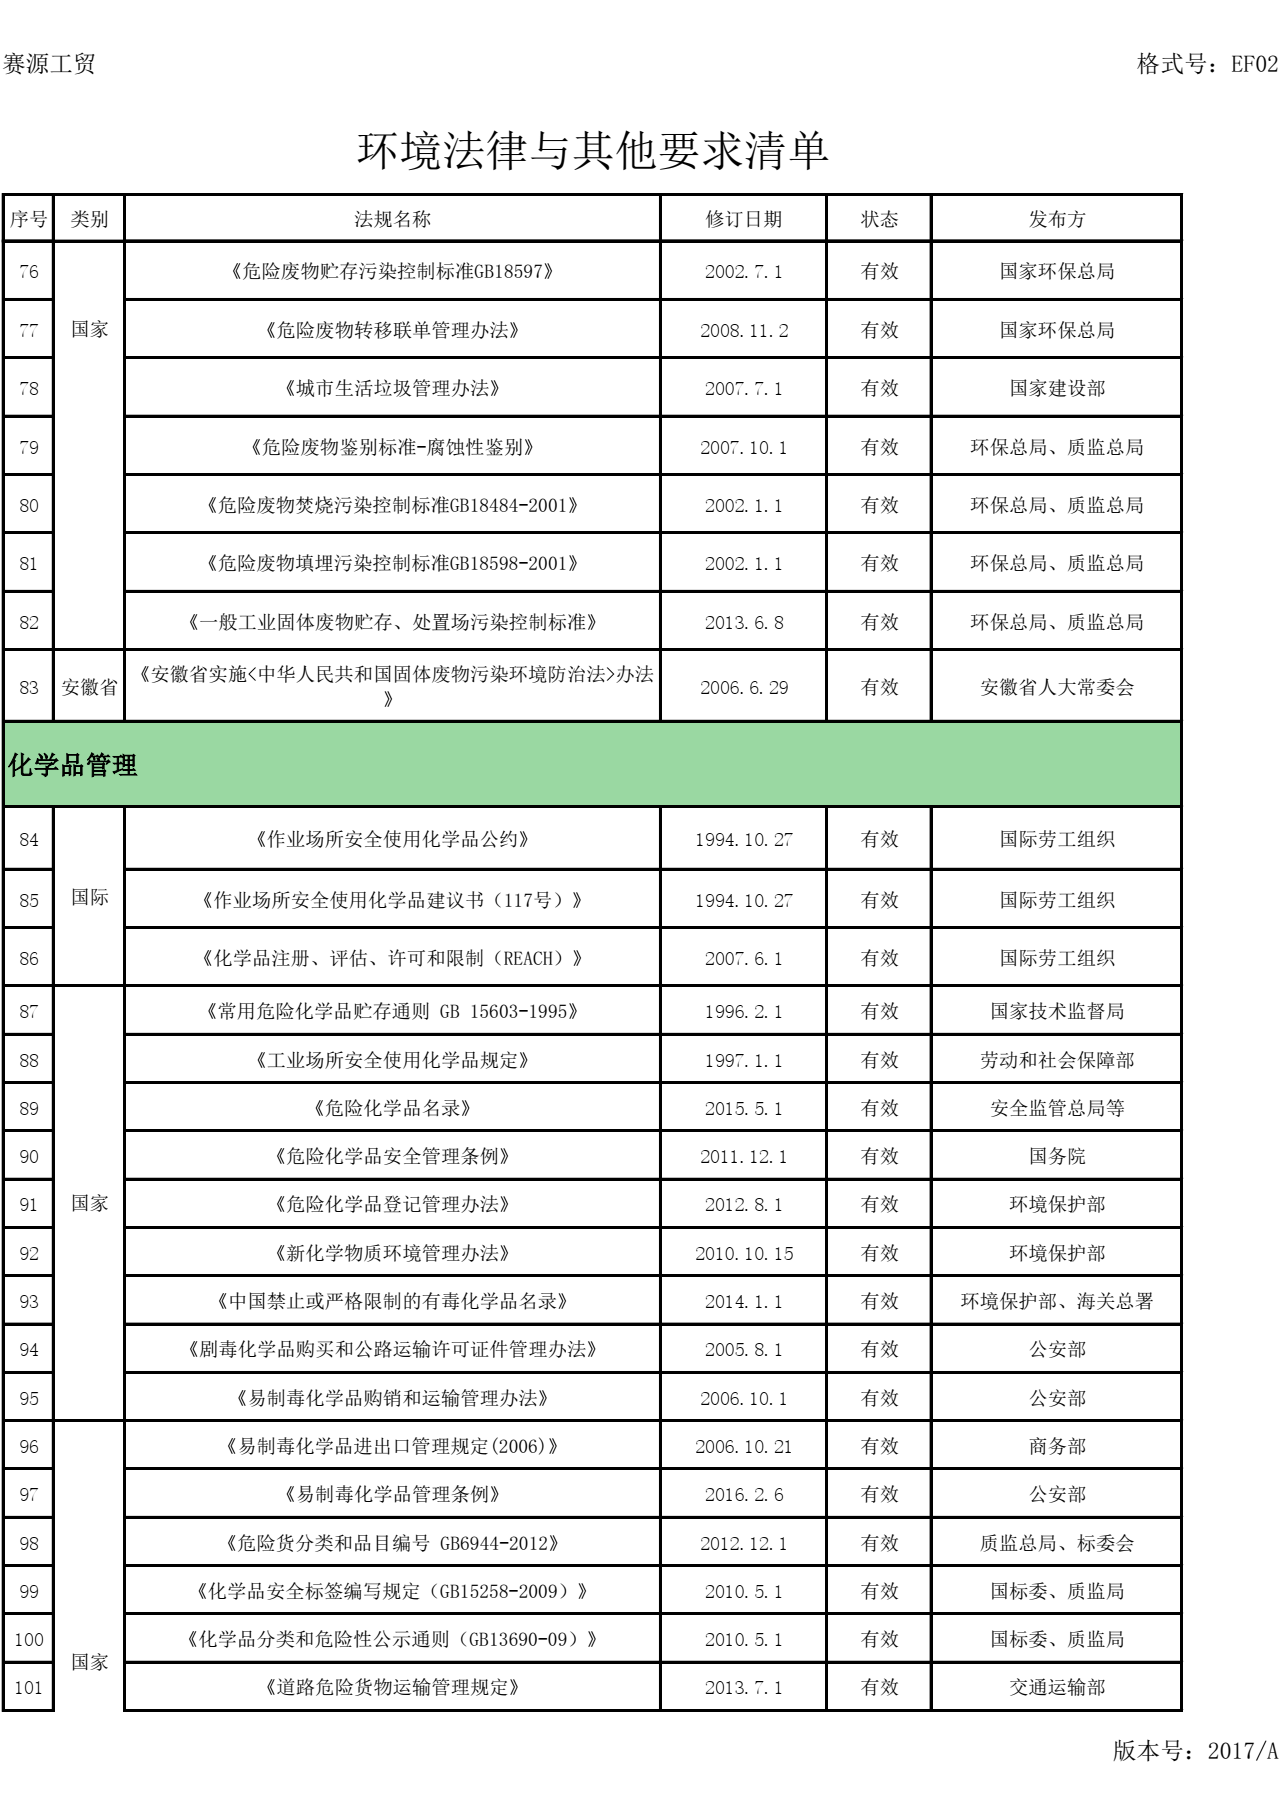 赛源工贸 格式号：EF02
环境法律与其他要求清单
序号 类别 法规名称 修订日期 状态 发布方
76 《危险废物贮存污染控制标准GB18597》 2002.7.1 有效 国家环保总局
77 国家 《危险废物转移联单管理办法》 2008.11.2 有效 国家环保总局
78 《城市生活垃圾管理办法》 2007.7.1 有效 国家建设部
79 《危险废物鉴别标准-腐蚀性鉴别》 2007.10.1 有效 环保总局、质监总局
80 《危险废物焚烧污染控制标准GB18484-2001》 2002.1.1 有效 环保总局、质监总局
81 《危险废物填埋污染控制标准GB18598-2001》 2002.1.1 有效 环保总局、质监总局
82 《一般工业固体废物贮存、处置场污染控制标准》 2013.6.8 有效 环保总局、质监总局
83 安徽省 《安徽省实施<中华人民共和国固体废物污染环境防治法>办法
》 2006.6.29 有效 安徽省人大常委会
化学品管理
84 《作业场所安全使用化学品公约》 1994.10.27 有效 国际劳工组织
85 国际 《作业场所安全使用化学品建议书（117号）》 1994.10.27 有效 国际劳工组织
86 《化学品注册、评估、许可和限制（REACH）》 2007.6.1 有效 国际劳工组织
87 《常用危险化学品贮存通则 GB 15603-1995》 1996.2.1 有效 国家技术监督局
88 《工业场所安全使用化学品规定》 1997.1.1 有效 劳动和社会保障部
89 《危险化学品名录》 2015.5.1 有效 安全监管总局等
90 《危险化学品安全管理条例》 2011.12.1 有效 国务院
91 国家 《危险化学品登记管理办法》 2012.8.1 有效 环境保护部
92 《新化学物质环境管理办法》 2010.10.15 有效 环境保护部
93 《中国禁止或严格限制的有毒化学品名录》 2014.1.1 有效 环境保护部、海关总署
94 《剧毒化学品购买和公路运输许可证件管理办法》 2005.8.1 有效 公安部
95 《易制毒化学品购销和运输管理办法》 2006.10.1 有效 公安部
96 《易制毒化学品进出口管理规定(2006)》 2006.10.21 有效 商务部
97 《易制毒化学品管理条例》 2016.2.6 有效 公安部
98 《危险货分类和品目编号 GB6944-2012》 2012.12.1 有效 质监总局、标委会
99 《化学品安全标签编写规定（GB15258-2009）》 2010.5.1 有效 国标委、质监局
100 《化学品分类和危险性公示通则（GB13690-09）》 2010.5.1 有效 国标委、质监局
国家
101 《道路危险货物运输管理规定》 2013.7.1 有效 交通运输部
版本号：2017/A